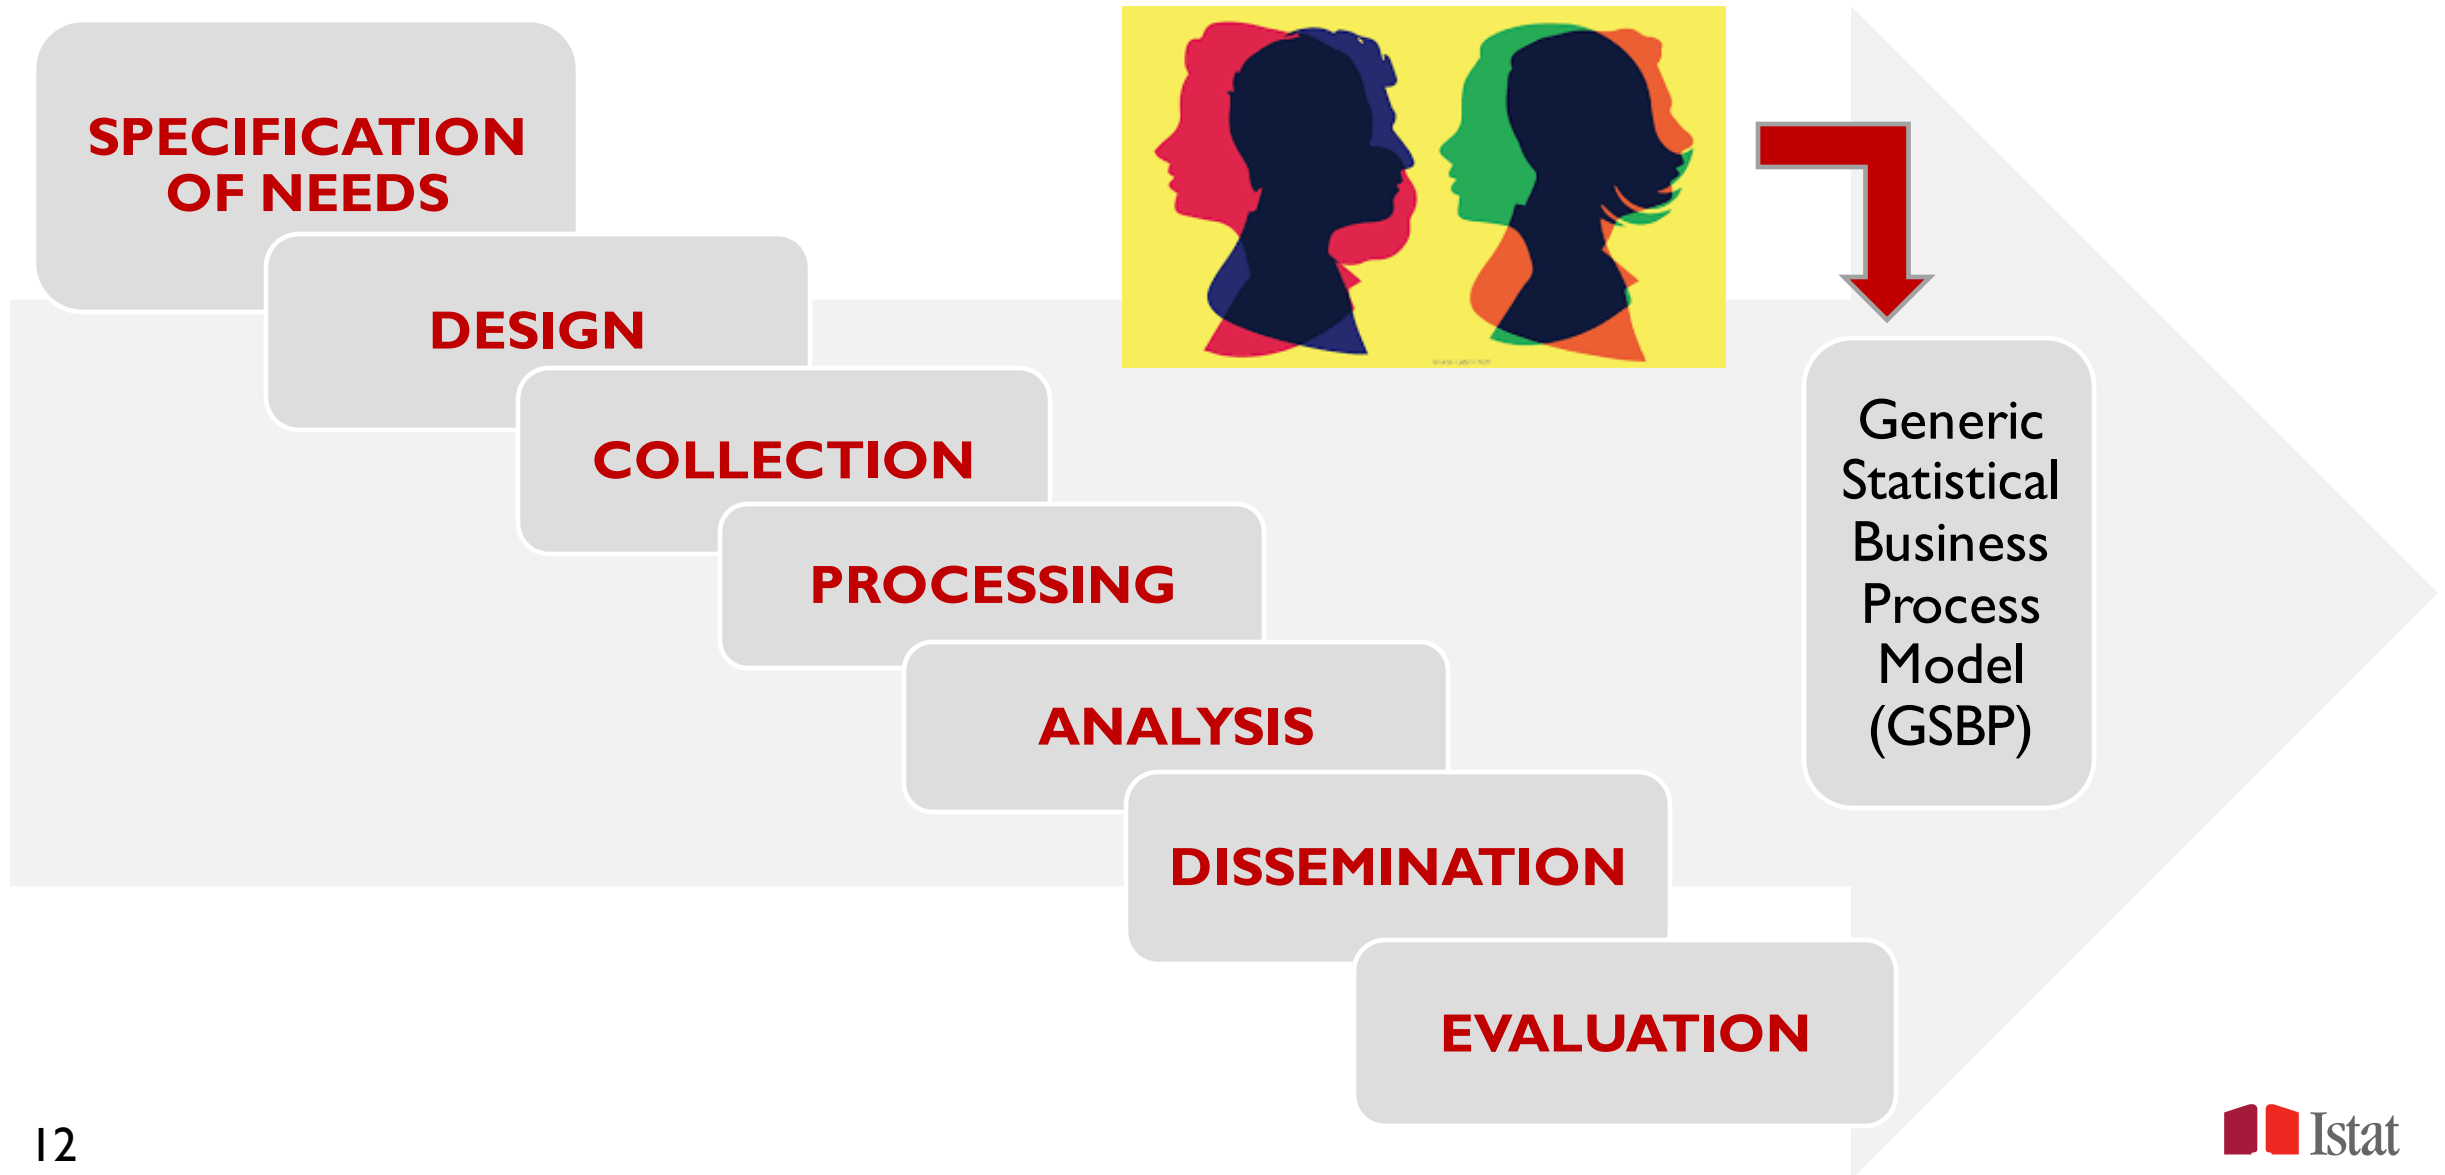 SPECIFICATION
OF NEEDS
DESIGN
COLLECTION
PROCESSING
ANALYSIS
DISSEMINATION
EVALUATION
Generic
Statistical
Business
Process
Model
(GSBP)
12
Istat